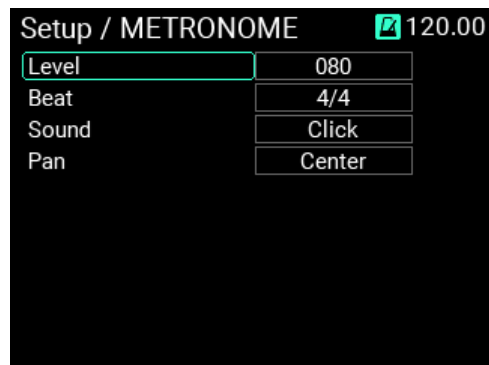 Setup / METRONOME 120.00
Level 080
Beat 4/4
Sound Click
Pan Center